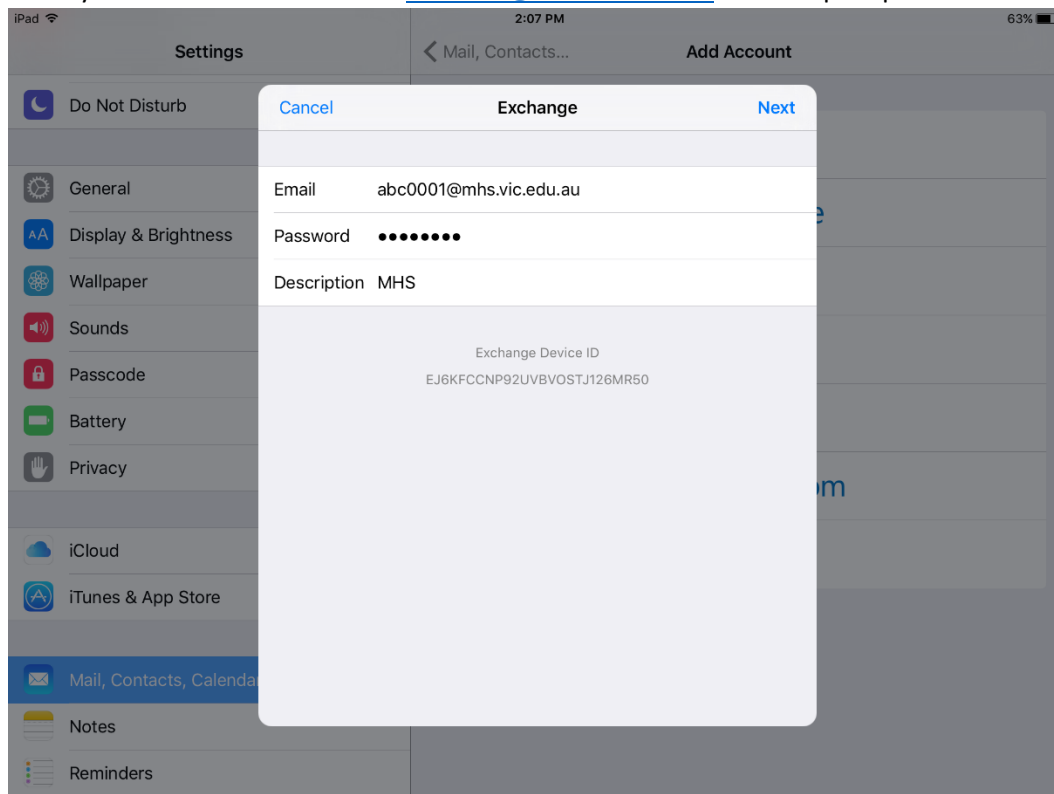 iPad 2:07 PM 63%
Settings Mail, Contacts... Add Account
Do Not Disturb
Cancel Exchange Next
General
Email abc0001@mhs.vic.edu.au
Display & Brightness
Password ●●●●●●●●
Wallpaper
Description MHS
Sounds
Exchange Device ID
Passcode
EJ6KFCCNP92UVBVOSTJ126MR50
Battery
Privacy
om
iCloud
iTunes & App Store
Mail, Contacts, Calenda
Notes
Reminders